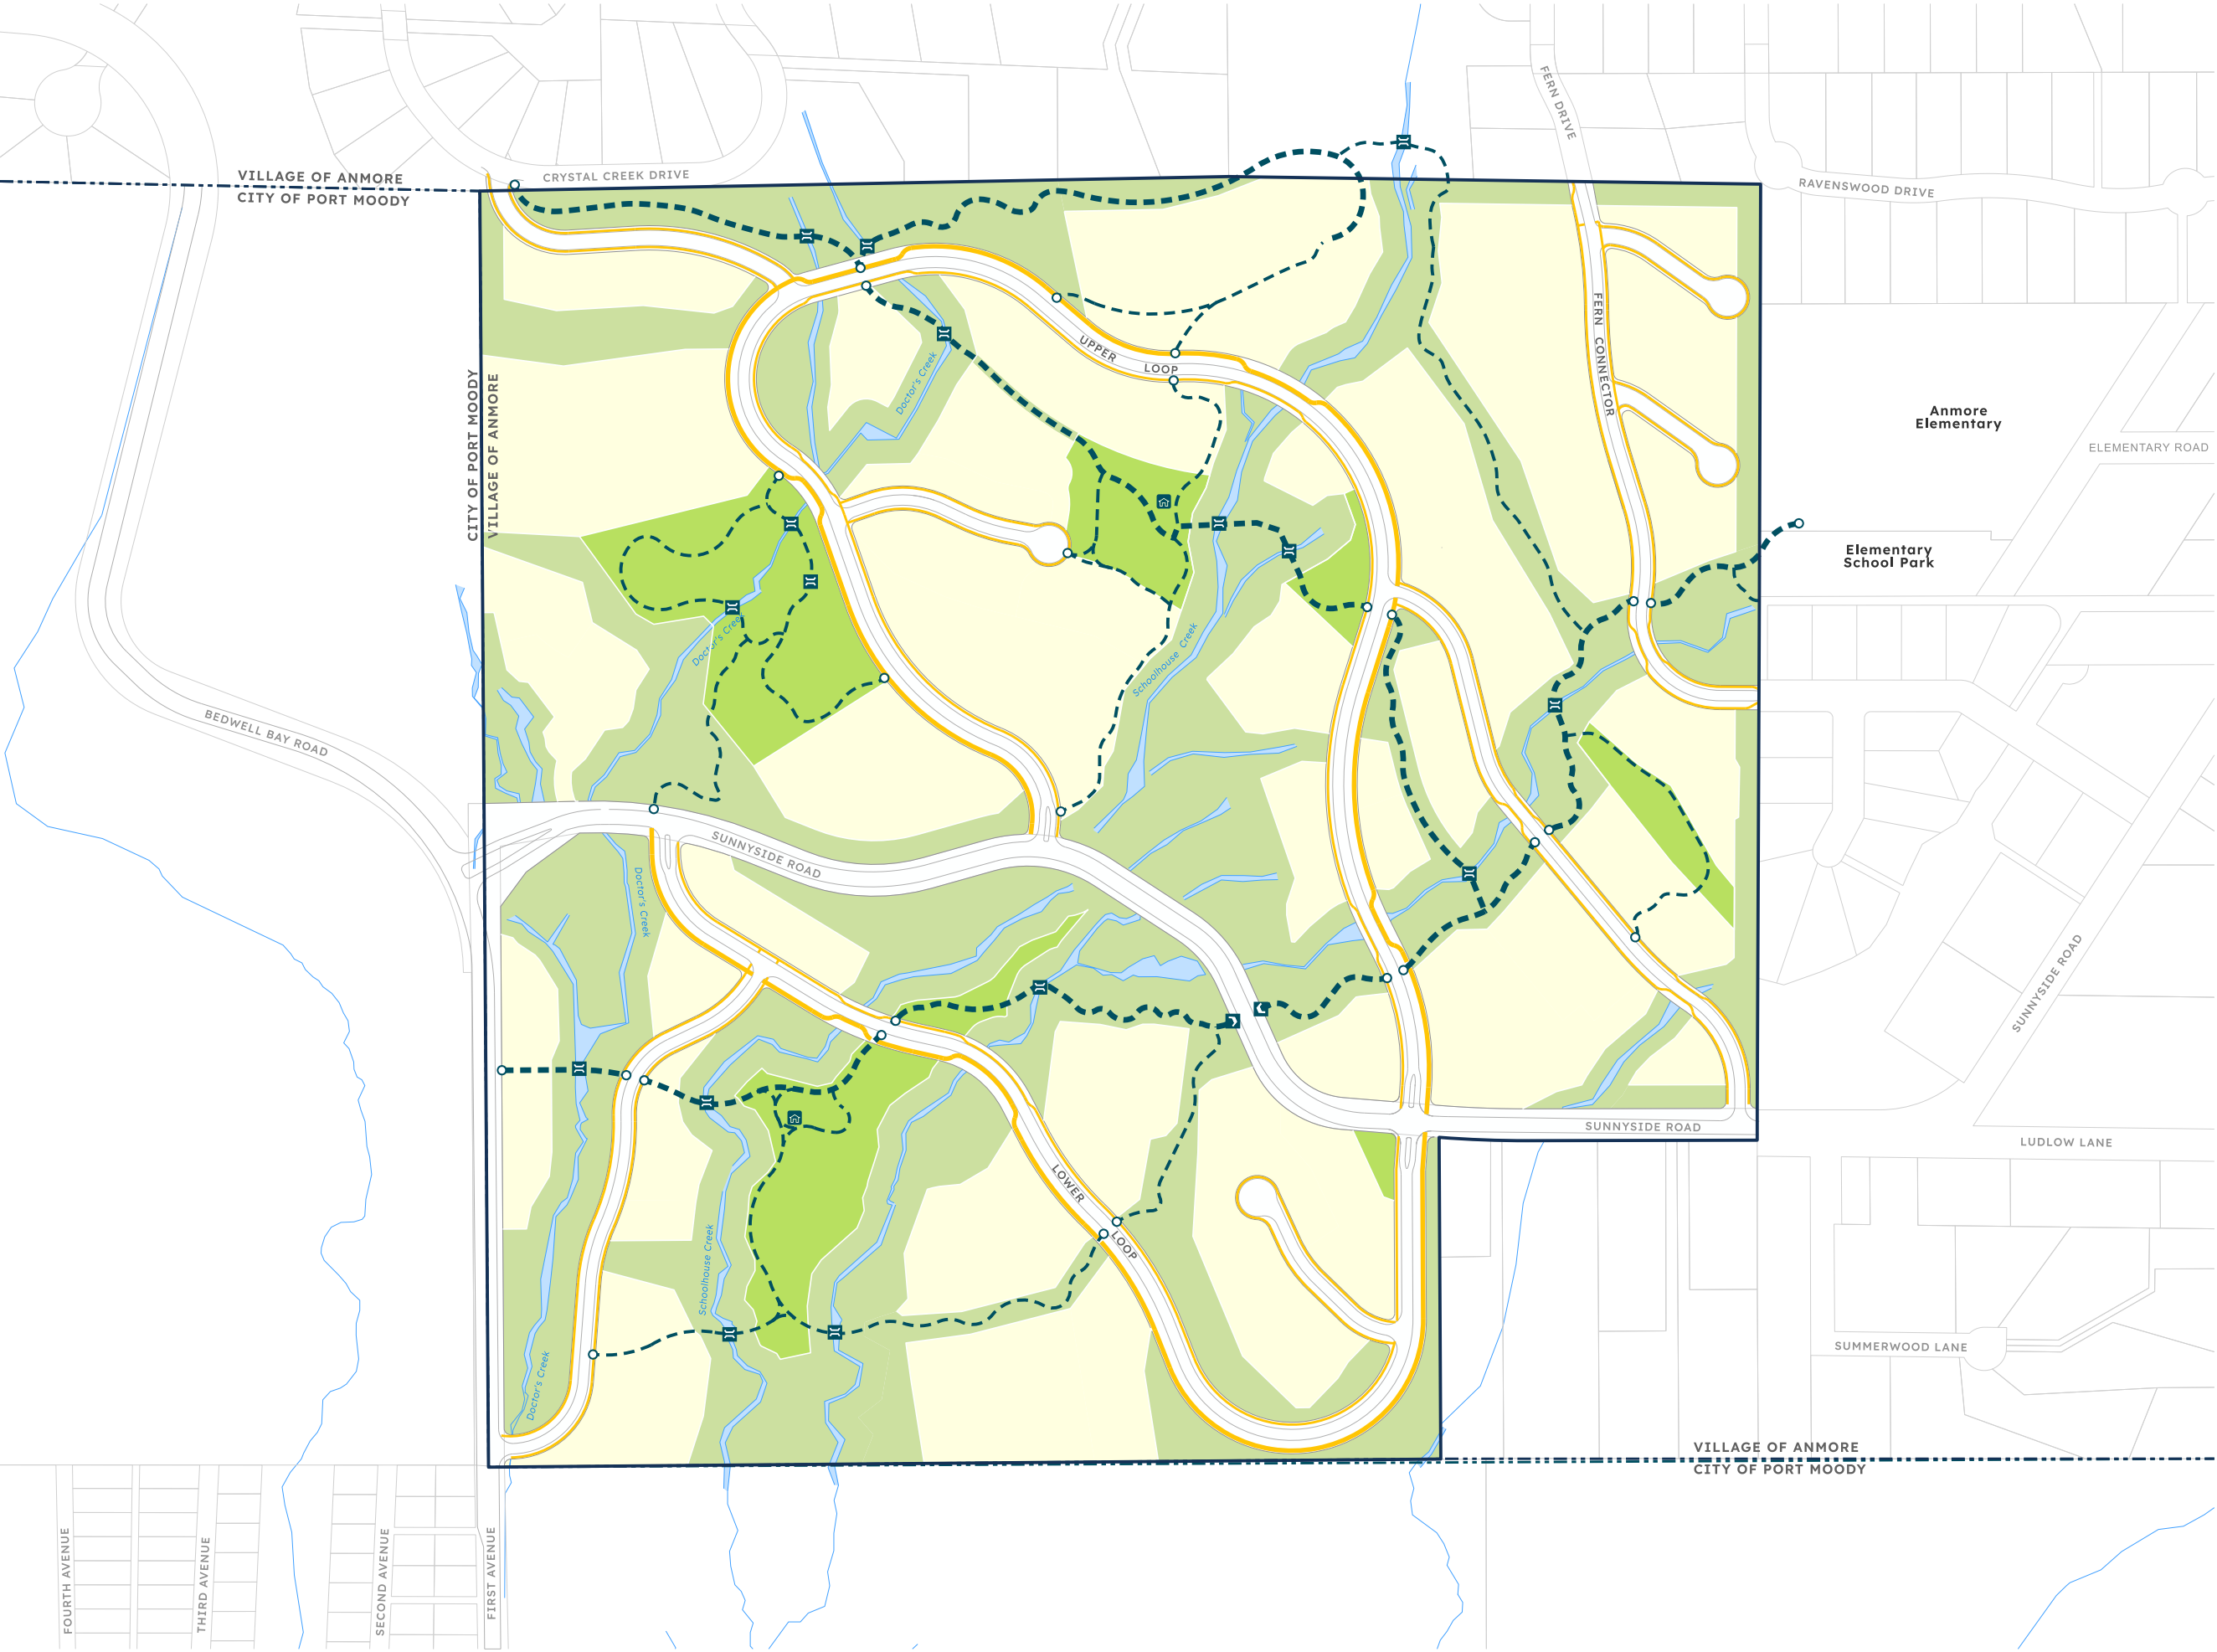 FERN DRIVE
VILLAGE OF ANMORE
CITY OF PORT MOODY
CRYSTAL CREEK DRIVE
RAVENSWOOD DRIVE
UPPER
LOOP
FERN CONNECTOR
Doctor's Creek
CITY OF PORT MOODY
VILLAGE OF ANMORE
Anmore
Elementary
ELEMENTARY ROAD
Elementary
School Park
Doctor's Creek
Schoolhouse Creek
BEDWELL BAY ROAD
SUNNYSIDE ROAD
Doctor's Creek
SUNNYSIDE ROAD
SUNNYSIDE ROAD
LUDLOW LANE
LOWER
LOOP
Schoolhouse Creek
SUMMERWOOD LANE
Doctor's Creek
VILLAGE OF ANMORE
CITY OF PORT MOODY
FOURTH AVENUE
THIRD AVENUE
SECOND AVENUE
FIRST AVENUE